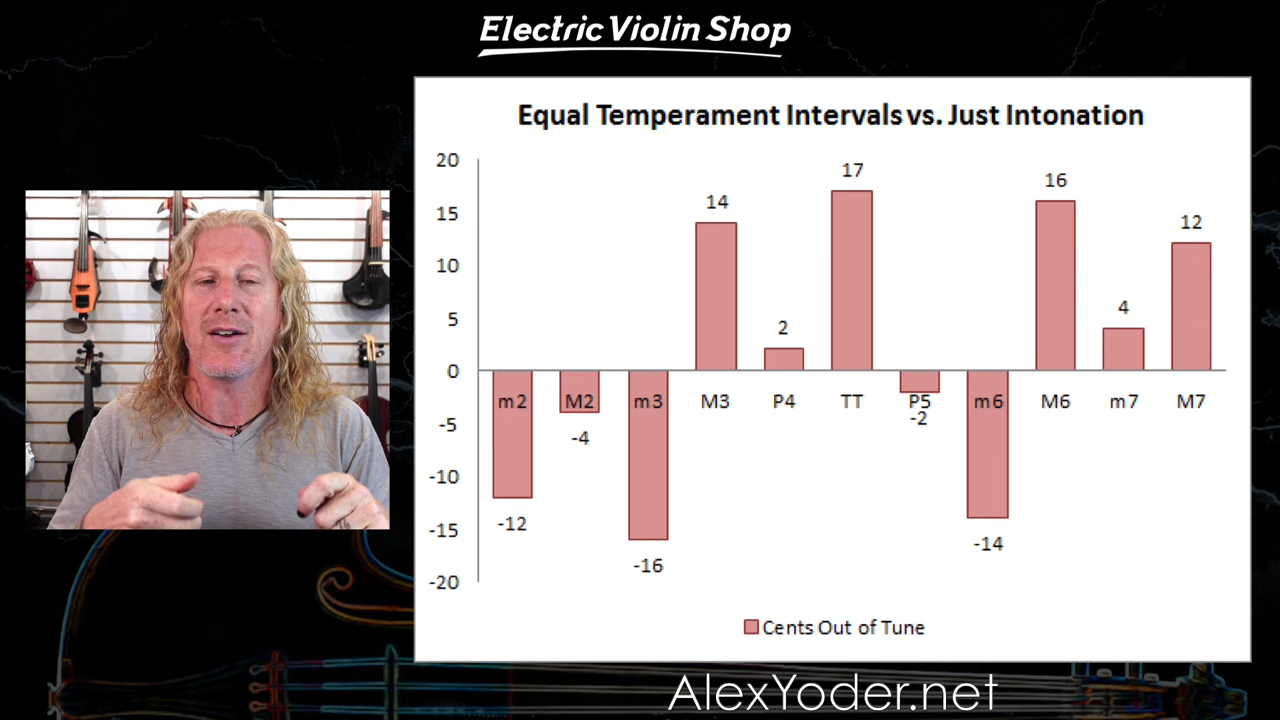 Electric Violin Shop
Equal Temperament Intervals vs. Just Intonation
20
15
10
5
0
-5
-10
-15
-20
14
2
17
16
4
12
m2
M2
m3
M3
P4
TT
P5
m6
M6
m7
M7
-12
-4
-16
-2
-14
Cents Out of Tune
AlexYoder.net